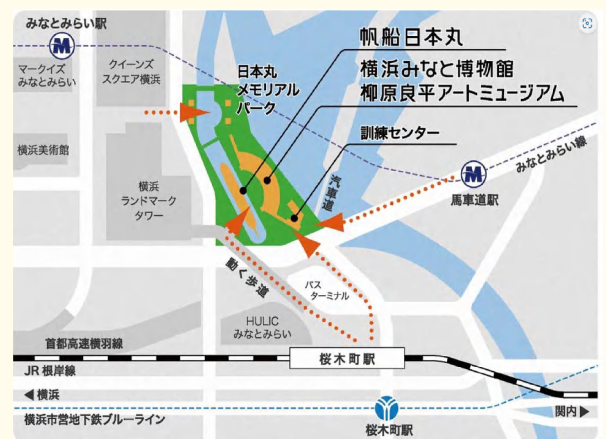 みなとみらい駅
マークイズ
みなとみらい
クイーンズ
スクエア横浜
日本丸
メモリアル
パーク
帆船日本丸
横浜みなと博物館
柳原良平アートミュージアム
訓練センター
横浜美術館
横浜
ランドマーク
タワー
汽車道
みなとみらい線
馬車道駅
動く歩道
バス
ターミナル
HULIC
みなとみらい
首都高速横羽線
桜木町駅
JR 根岸線
◀横浜
関内▶
横浜市営地下鉄ブルーライン
桜木町駅